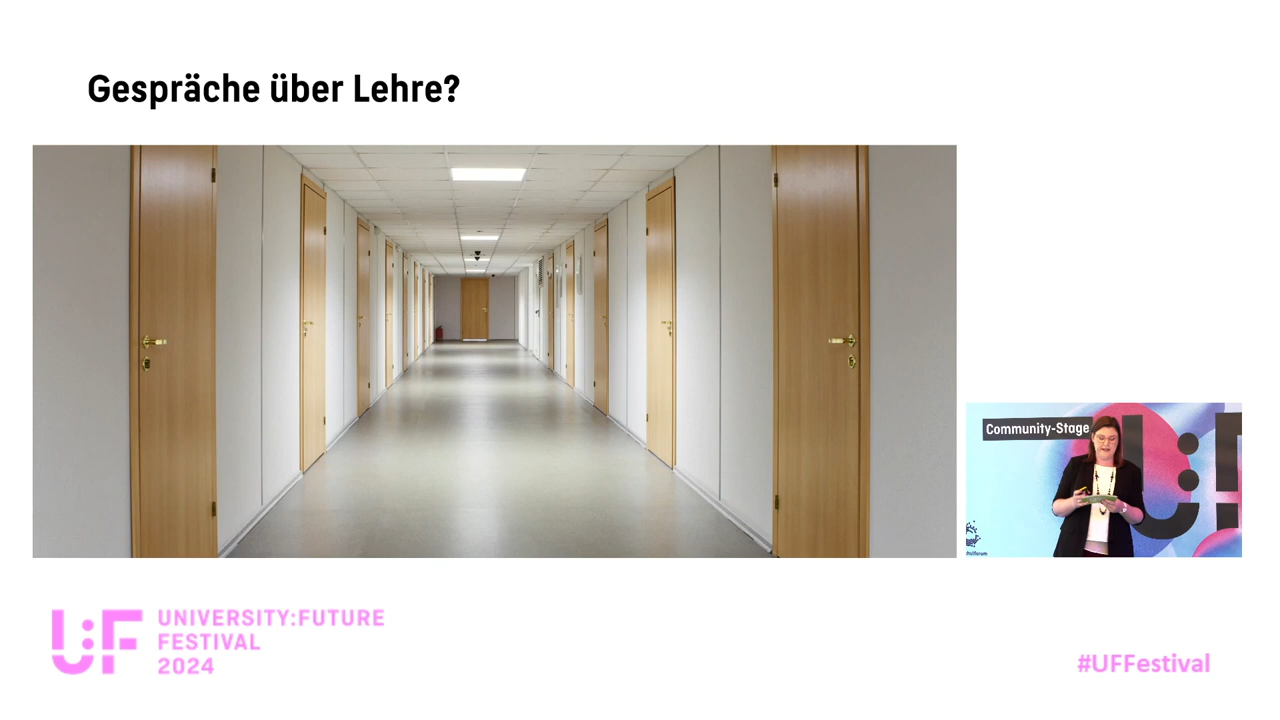 Gespräche über Lehre?
Community-Stage
U:F
U:F
UNIVERSITY:FUTURE
FESTIVAL
2024
#UFFestival